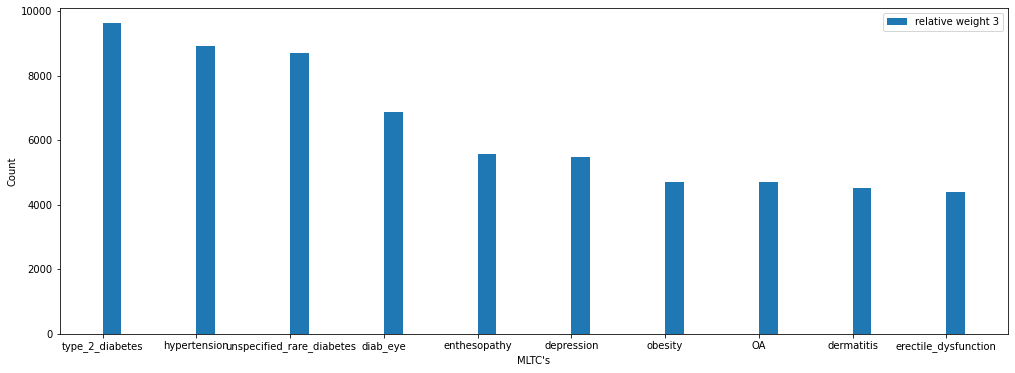 10000
relative weight 3
8000
6000
Count
4000
2000
0
type_2_diabetes hypertension unspecified_rare_diabetes diab_eye enthesopathy depression obesity OA dermatitis erectile_dysfunction
MLTC's